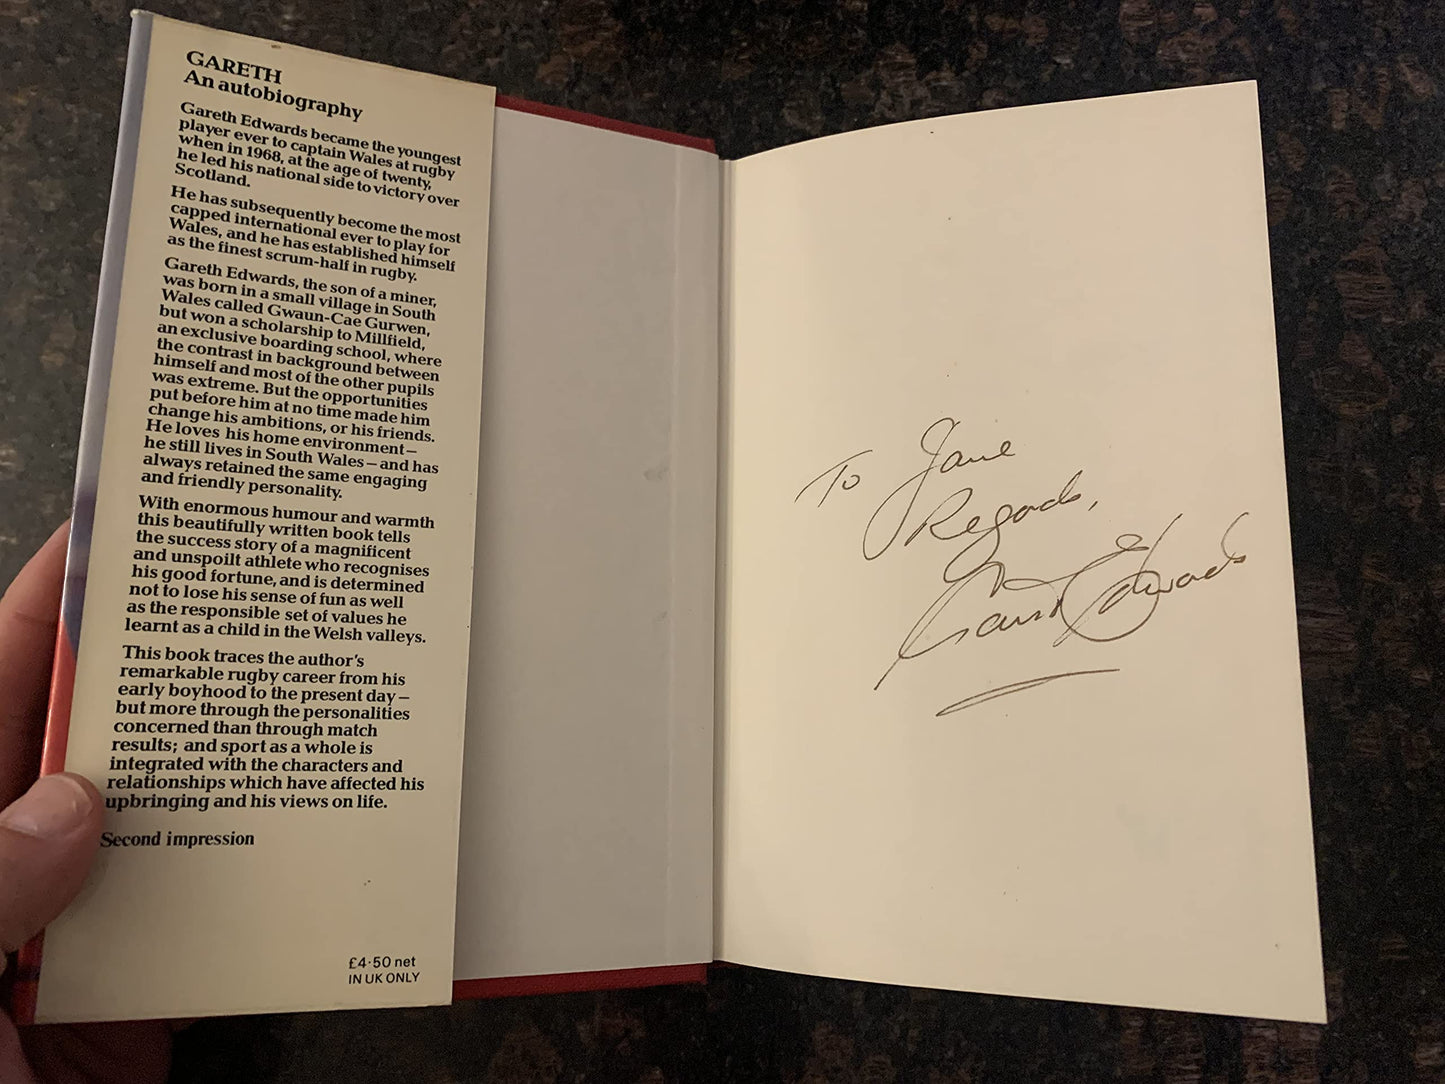 GARETH
An autobiography
Gareth Edwards became the youngest
player ever to captain Wales at rugby
when in 1968, at the age of twenty,
he led his national side to victory over
Scotland.
He has subsequently become the most
capped international ever to play for
Wales, and he has established himself
as the finest scrum-half in rugby.
Gareth Edwards, the son of a miner,
was born in a small village in South
Wales called Gwaun-Cae Gurwen,
but won a scholarship to Millfield,
an exclusive boarding school, where
the contrast in background between
himself and most of the other pupils
was extreme. But the opportunities
put before him at no time made him
change his ambitions, or his friends.
He loves his home environment—
he still lives in South Wales—and has
always retained the same engaging
and friendly personality.
With enormous humour and warmth
this beautifully written book tells
the success story of a magnificent
and unspoilt athlete who recognises
his good fortune, and is determined
not to lose his sense of fun as well
as the responsible set of values he
learnt as a child in the Welsh valleys.
This book traces the author's
remarkable rugby career from his
early boyhood to the present day—
but more through the personalities
concerned than through match
results; and sport as a whole is
integrated with the characters and
relationships which have affected his
upbringing and his views on life.
Second impression
£4·50 net
IN UK ONLY
To Jane
Regards,
Gareth Edwards